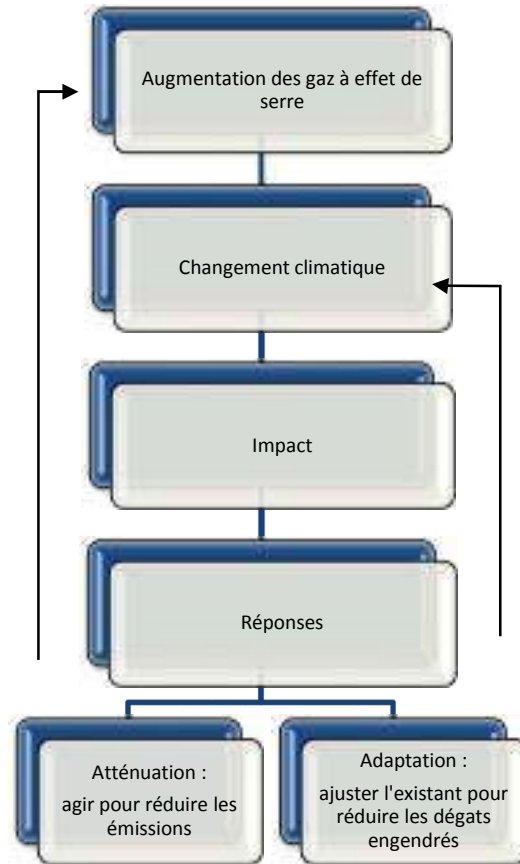 Augmentation des gaz à effet de
serre
Changement climatique
Impact
Réponses
Atténuation :
agir pour réduire les
émissions
Adaptation :
ajuster l'existant pour
réduire les dégats
engendrés